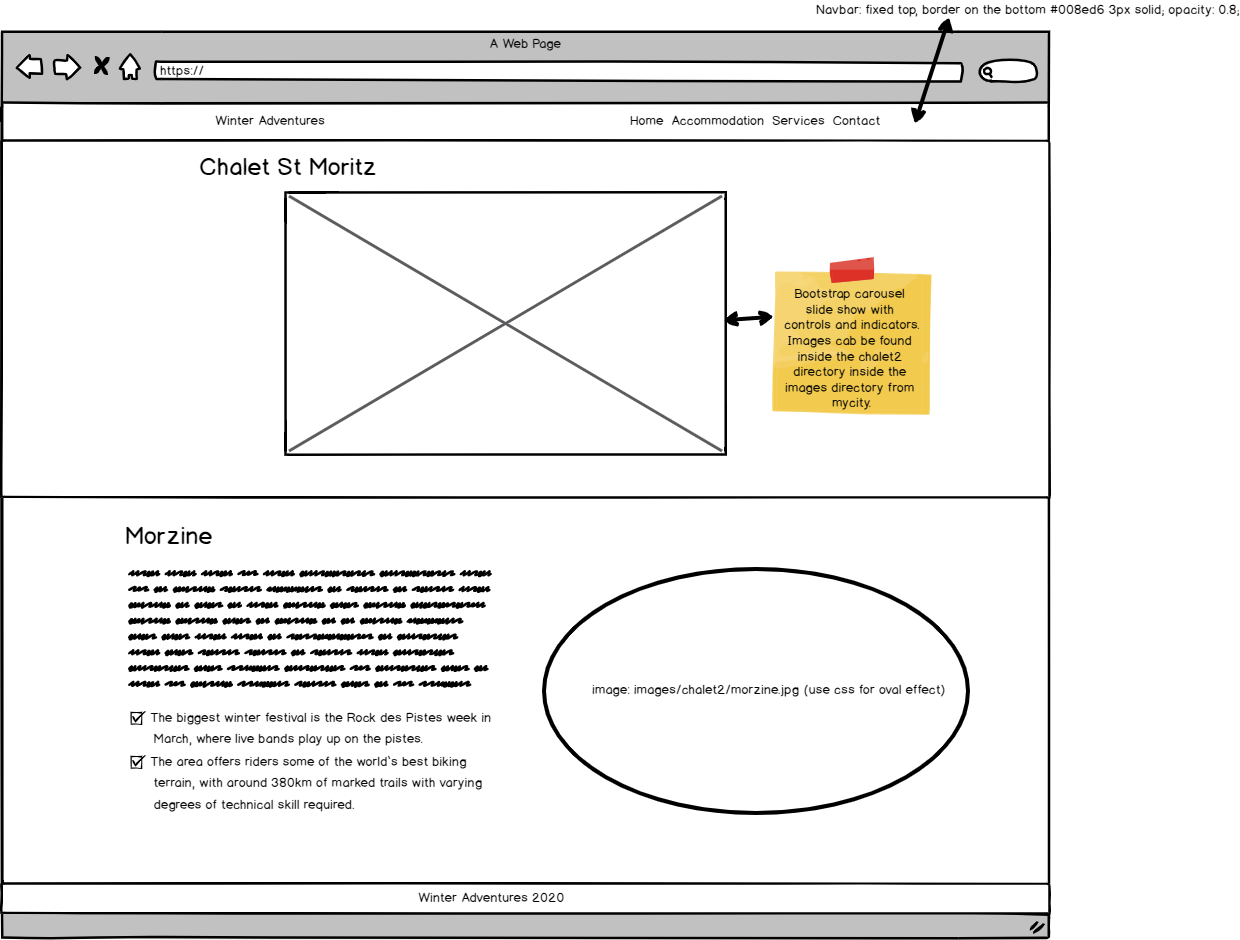 Navbar: fixed top, border on the bottom #008ed6 3px solid; opacity: 0.8;
A Web Page
https://
Winter Adventures
Home Accommodation Services Contact
Chalet St Moritz
Bootstrap carousel
slide show with
controls and indicators.
Images cab be found
inside the chalet2
directory inside the
images directory from
mycity.
Morzine
image: images/chalet2/morzine.jpg (use css for oval effect)
The biggest winter festival is the Rock des Pistes week in
March, where live bands play up on the pistes.
The area offers riders some of the world`s best biking
terrain, with around 380km of marked trails with varying
degrees of technical skill required.
Winter Adventures 2020